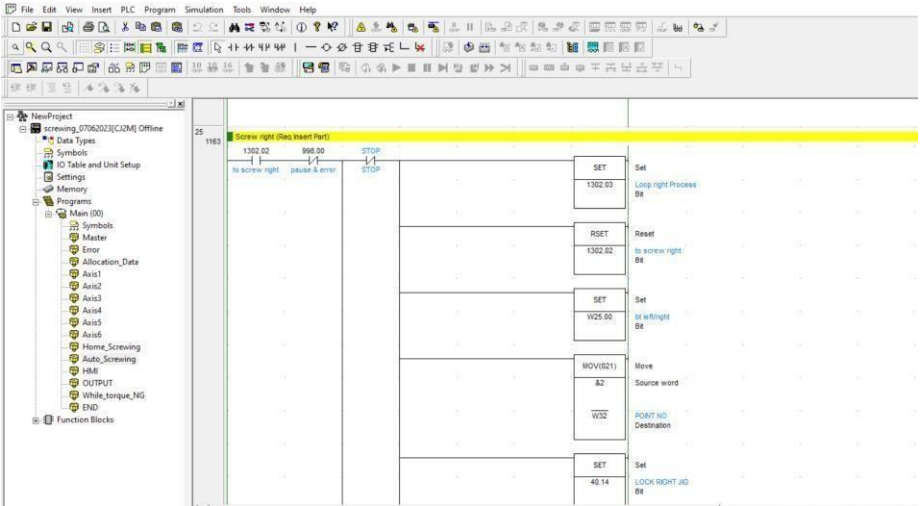 File Edit View Insert PLC Program Simulation Tools Window Help
NewProject
screwing_07062023[CJ2M] Offline
Data Types
Symbols
IO Table and Unit Setup
Settings
Memory
Programs
Main (00)
Symbols
Master
Error
Allocation_Data
Axis1
Axis2
Axis3
Axis4
Axis5
Axis6
Home_Screwing
Auto_Screwing
HMI
OUTPUT
While_torque_NG
END
Function Blocks
25
1163
Screw right (Req Insert Part)
1302.02 998.00 STOP
to screw right pause & error STOP
SET Set
1302.03 Loop right Process
Bit
RSET Reset
1302.02 to screw right
Bit
SET Set
W25.00 bt left/right
Bit
MOV(021) Move
&2 Source word
W32 POINT NO
Destination
SET Set
40.14 LOCK RIGHT JIG
Bit